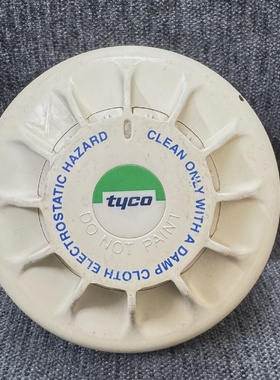 CLEAN ONLY WITH A DAMP CLOTH ELECTROSTATIC HAZARD
tyco
DO NOT PAINT